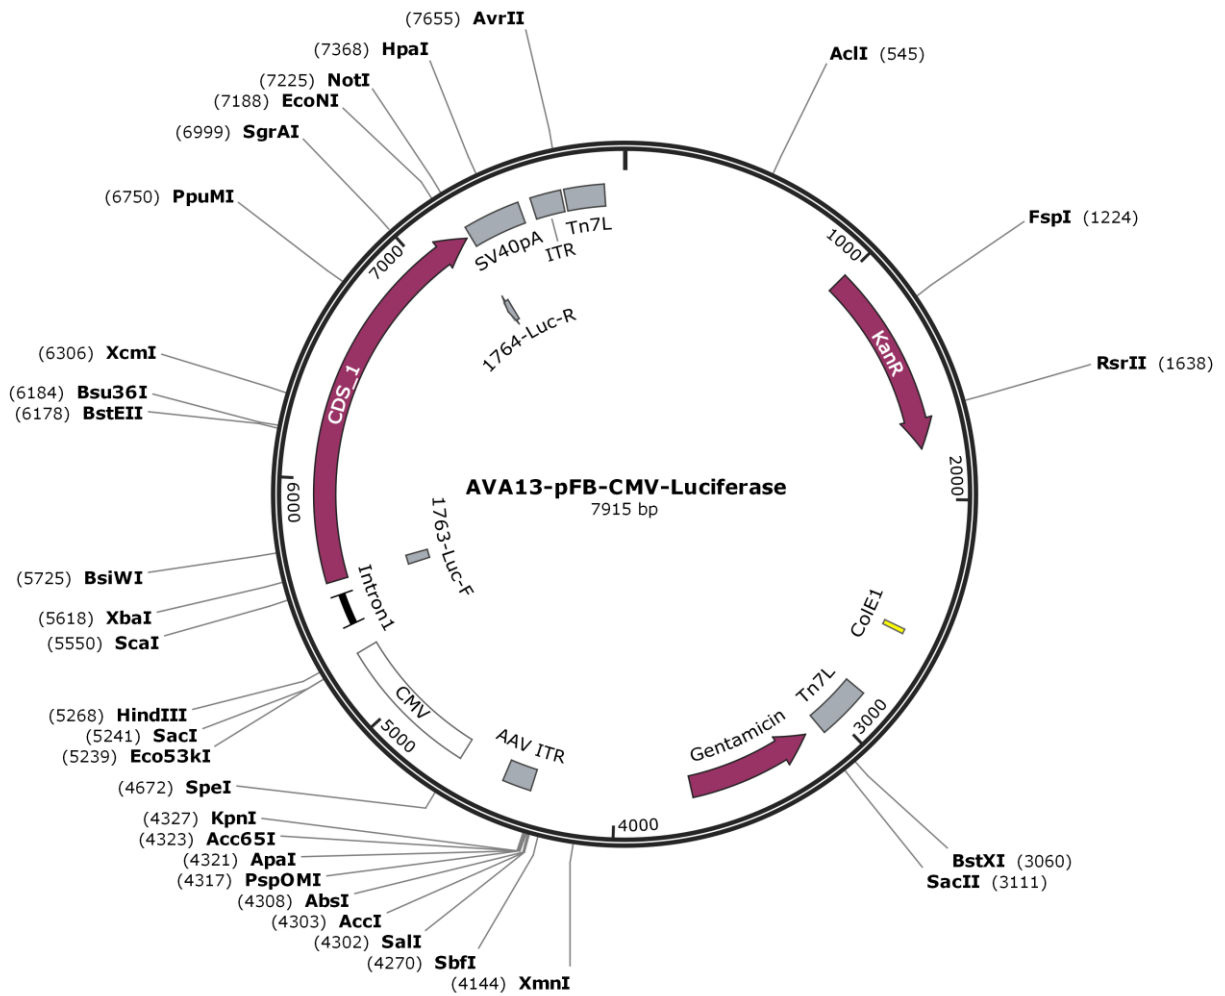 (7655) AvrII
(7368) HpaI
(7225) NotI
(7188) EcoNI
(6999) SgrAI
(6750) PpuMI
(6306) XcmI
(6184) Bsu36I
(6178) BstEII
(5725) BsiWI
(5618) XbaI
(5550) ScaI
(5268) HindIII
(5241) SacI
(5239) Eco53kI
(4672) SpeI
(4327) KpnI
(4323) Acc65I
(4321) ApaI
(4317) PspOMI
(4308) AbsI
(4303) AccI
(4302) SalI
(4270) SbfI
(4144) XmnI
AclI (545)
FspI (1224)
RsrII (1638)
BstXI (3060)
SacII (3111)
1000
2000
3000
4000
5000
6000
7000
SV40pA
ITR
Tn7L
1764-Luc-R
KanR
CDS_1
AVA13-pFB-CMV-Luciferase
7915 bp
1763-Luc-F
Intron1
CMV
AAV ITR
Gentamicin
Tn7L
ColE1